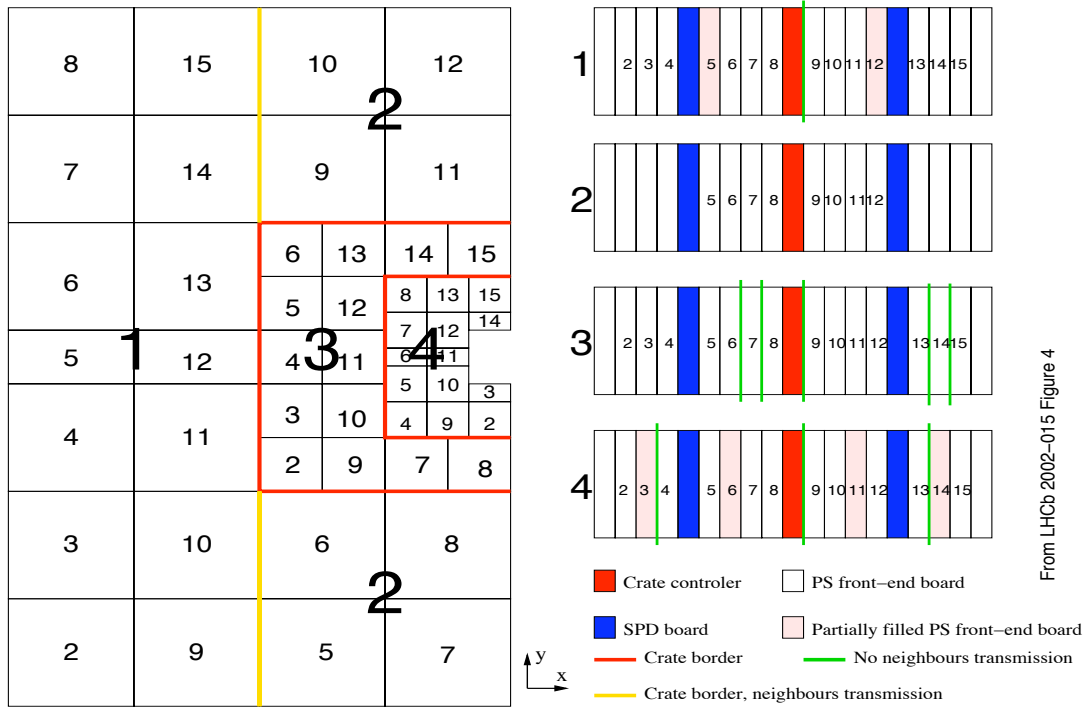 8 15 10 12
2
7 14 9 11
6 13 14 15
6 13
8 13 15
5 12
7 12 14
5 1 12 4 3 11 6 4 11
5 10 3
4 11
3 10
4 9 2
2 9 7 8
3 10 6 8
2
2 9 5 7
y
x
1 2 3 4 5 6 7 8 9 10 11 12 13 14 15
2 5 6 7 8 9 10 11 12
3 2 3 4 5 6 7 8 9 10 11 12 13 14 15
4 2 3 4 5 6 7 8 9 10 11 12 13 14 15
Crate controler
PS front–end board
SPD board
Partially filled PS front–end board
Crate border
No neighbours transmission
Crate border, neighbours transmission
From LHCb 2002–015 Figure 4